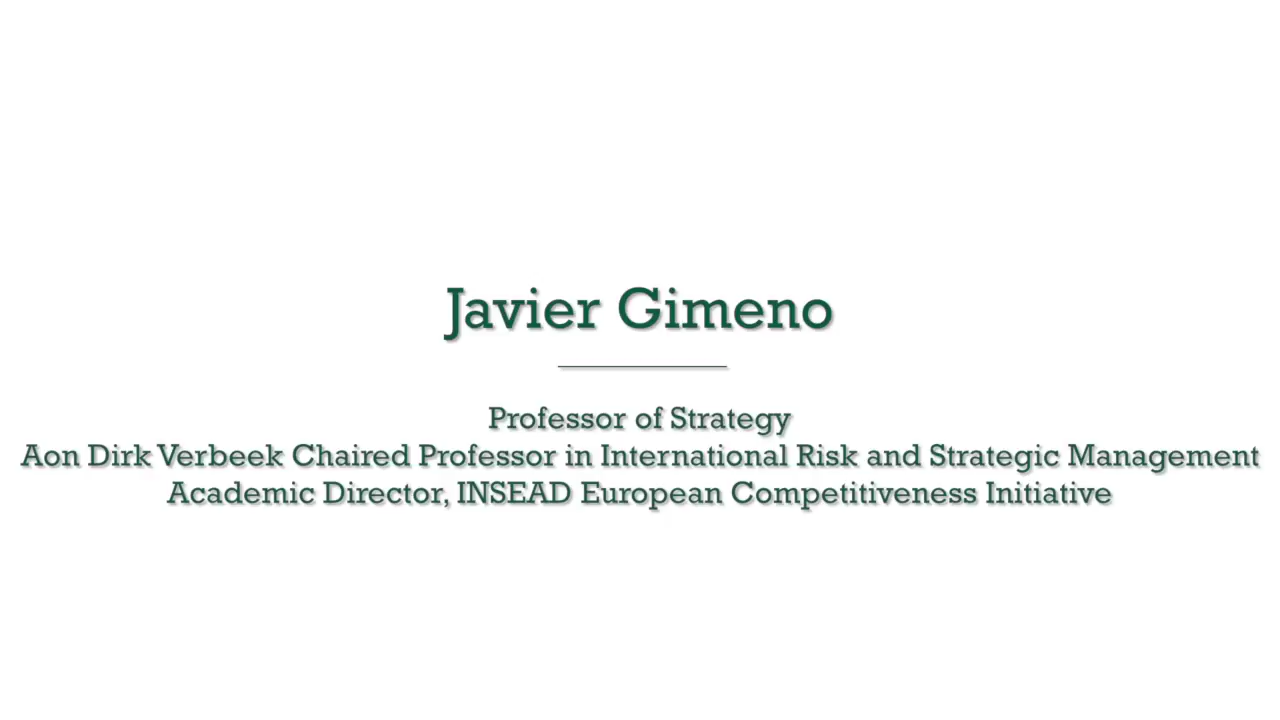 Javier Gimeno
Professor of Strategy
Aon Dirk Verbeek Chaired Professor in International Risk and Strategic Management
Academic Director, INSEAD European Competitiveness Initiative